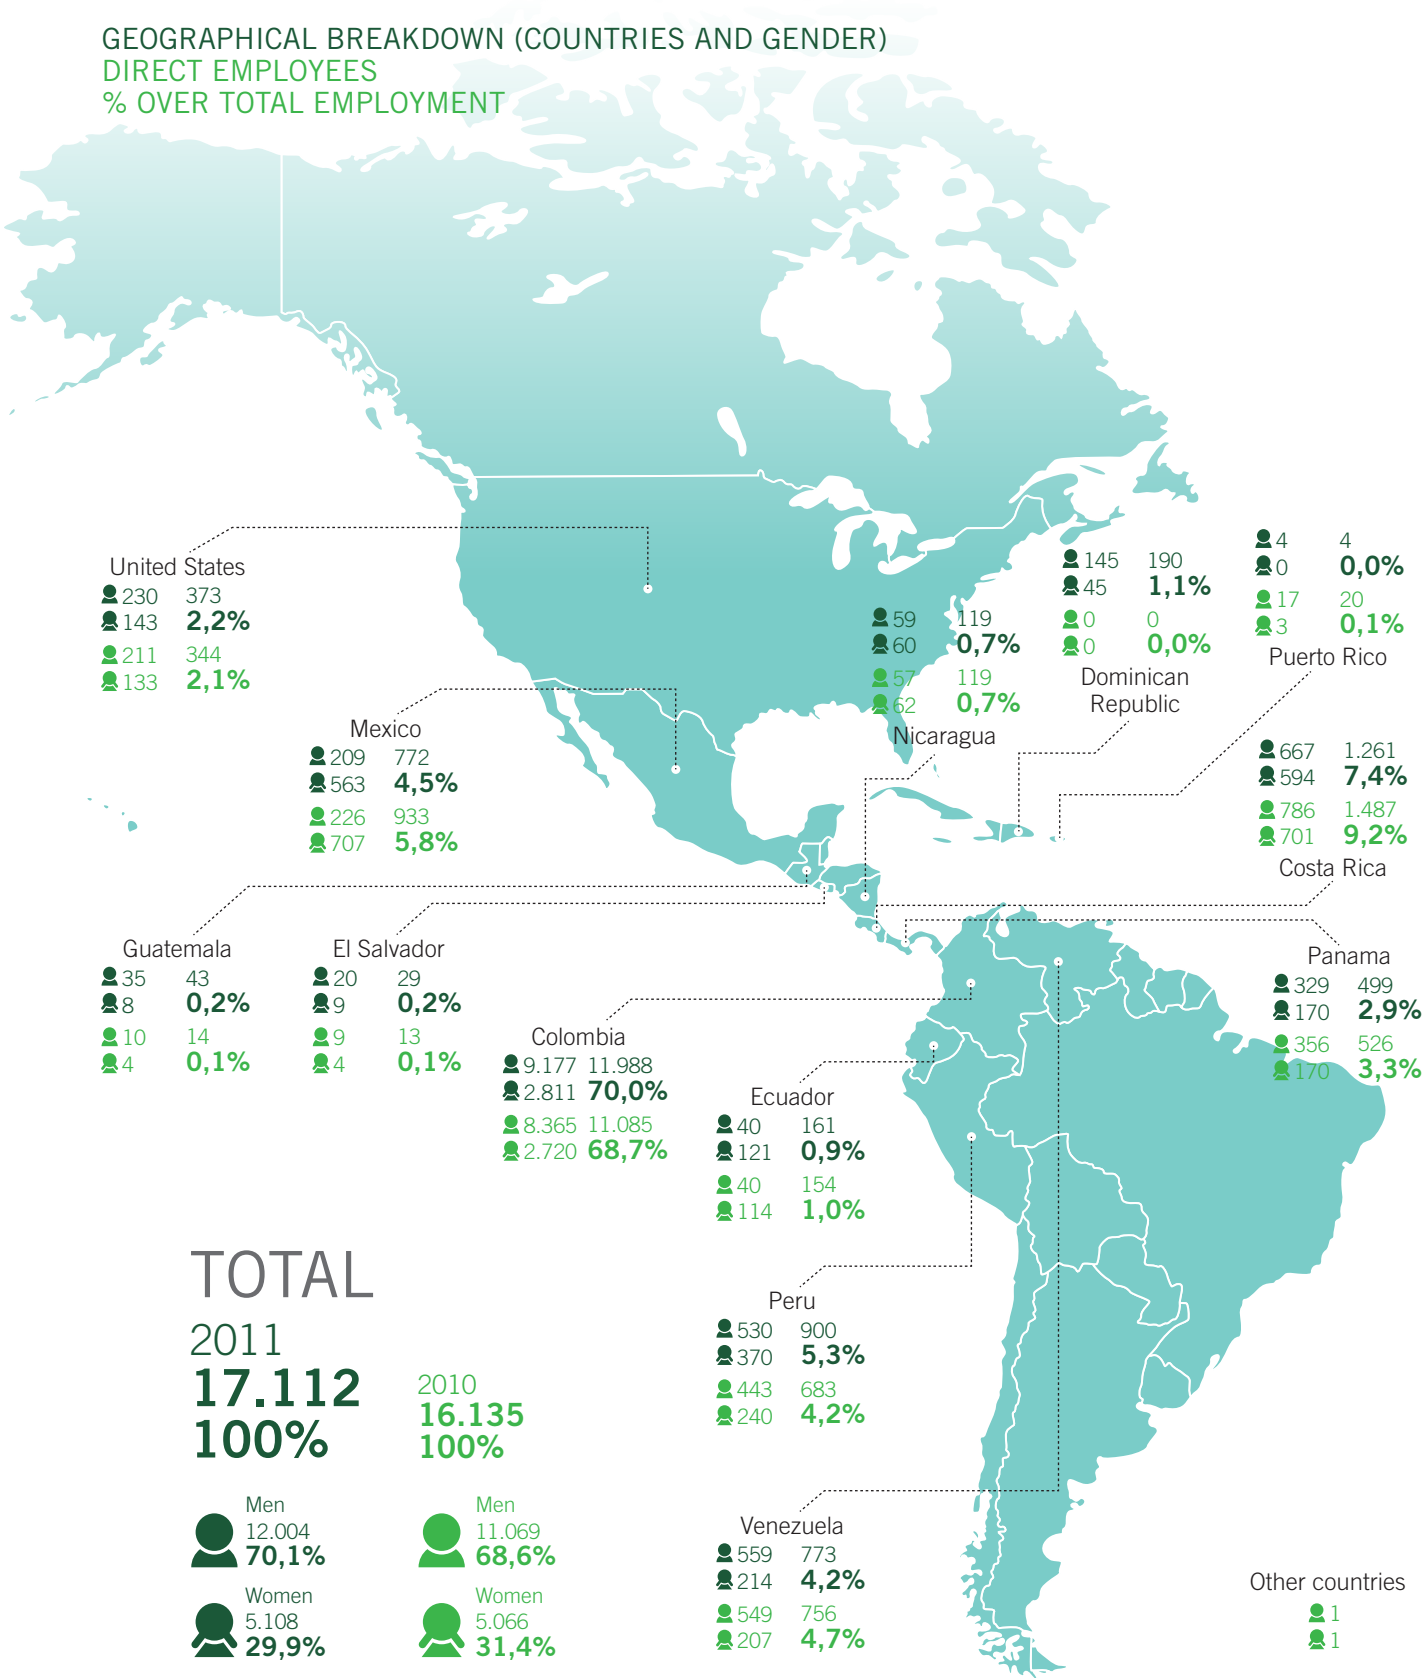 GEOGRAPHICAL BREAKDOWN (COUNTRIES AND GENDER)
DIRECT EMPLOYEES
% OVER TOTAL EMPLOYMENT
United States
230 373
143 2,2%
211 344
133 2,1%
Mexico
209 772
563 4,5%
226 933
707 5,8%
59 119
60 0,7%
57 119
62 0,7%
Nicaragua
145 190
45 1,1%
0 0
0 0,0%
Dominican
Republic
4 4
0 0,0%
17 20
3 0,1%
Puerto Rico
667 1.261
594 7,4%
786 1.487
701 9,2%
Costa Rica
Guatemala
35 43
8 0,2%
10 14
4 0,1%
El Salvador
20 29
9 0,2%
9 13
4 0,1%
Colombia
9.177 11.988
2.811 70,0%
8.365 11.085
2.720 68,7%
Panama
329 499
170 2,9%
356 526
170 3,3%
Ecuador
40 161
121 0,9%
40 154
114 1,0%
Peru
530 900
370 5,3%
443 683
240 4,2%
Venezuela
559 773
214 4,2%
549 756
207 4,7%
Other countries
1
1
TOTAL
2011
17.112
100%
2010
16.135
100%
Men
12.004
70,1%
Men
11.069
68,6%
Women
5.108
29,9%
Women
5.066
31,4%